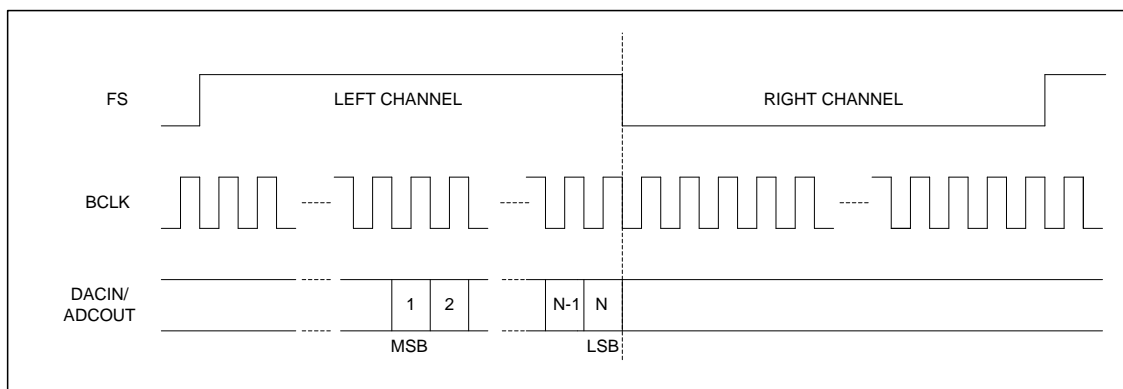 FS
LEFT CHANNEL
RIGHT CHANNEL
BCLK
DACIN/
ADCOUT
1
2
N-1
N
MSB
LSB